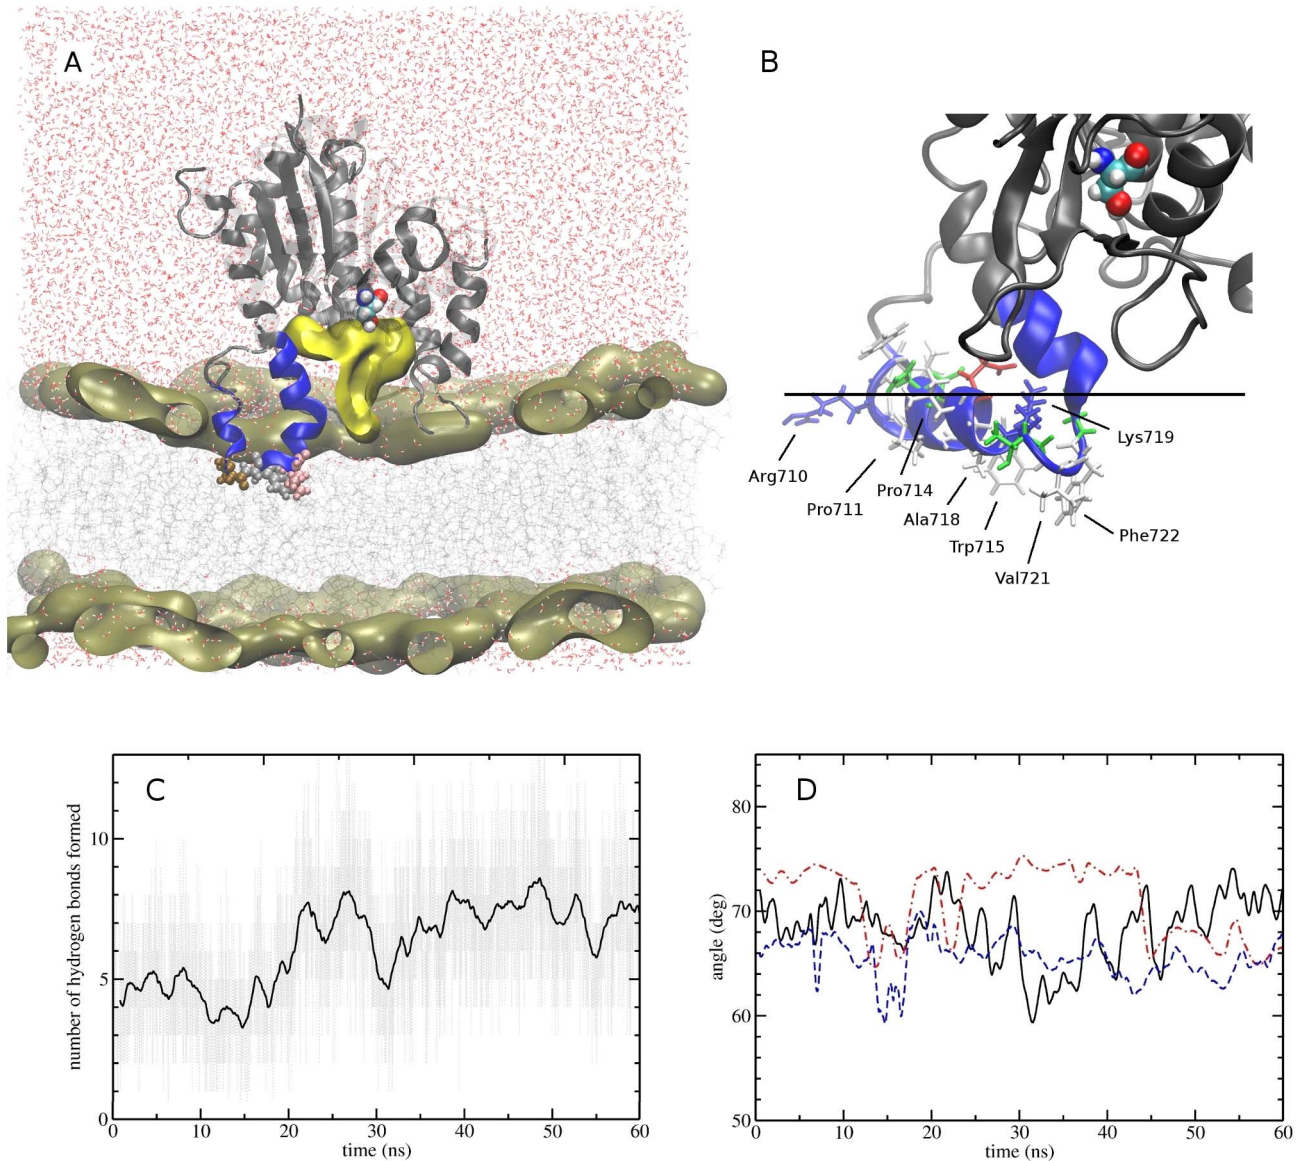 A
B
Arg710
Pro711
Pro714
Ala718
Trp715
Val721
Lys719
Phe722
C
number of hydrogen bonds formed
10
5
0
0 10 20 30 40 50 60
time (ns)
D
angle (deg)
80
70
60
50
0 10 20 30 40 50 60
time (ns)